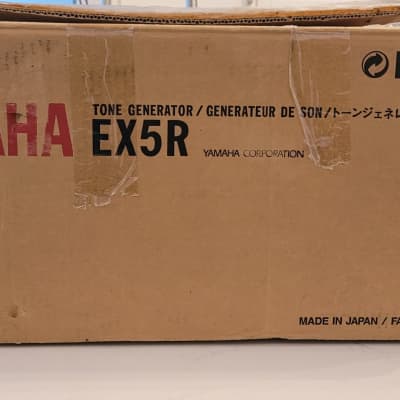 TONE GENERATOR/GENERATEUR DE SON/トーンジェネレ
AHA EX5R YAMAHA CORPORATION
MADE IN JAPAN / FA